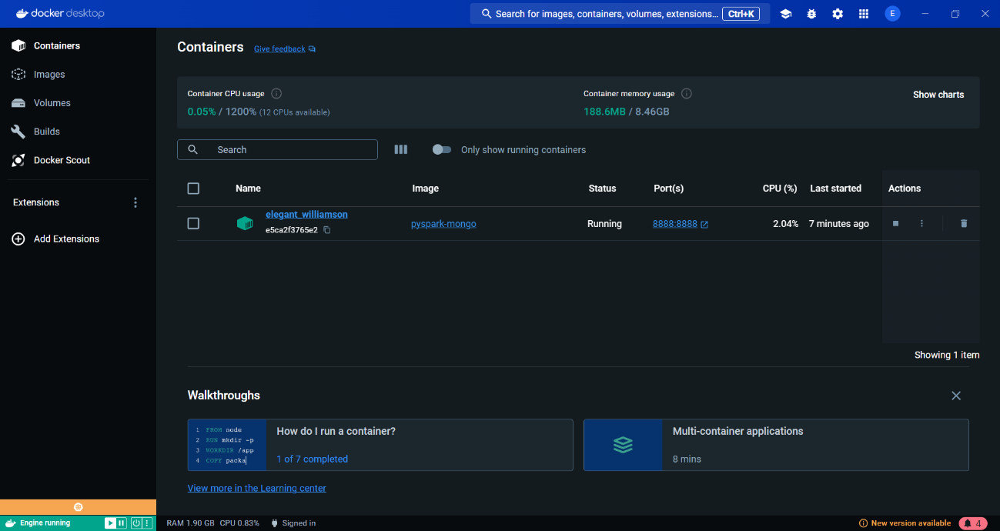 docker desktop
Search for images, containers, volumes, extensions... Ctrl+K
E
Containers
Images
Volumes
Builds
Docker Scout
Extensions
Add Extensions
Containers Give feedback
Container CPU usage
0.05% / 1200% (12 CPUs available)
Container memory usage
188.6MB / 8.46GB
Show charts
Search
Only show running containers
Name Image Status Port(s) CPU (%) Last started Actions
elegant_williamson
e5ca2f3765e2
pyspark-mongo Running 8888:8888 2.04% 7 minutes ago
Showing 1 item
Walkthroughs
1 FROM node
2 RUN mkdir -p
3 WORKDIR /app
4 COPY packa
How do I run a container?
1 of 7 completed
Multi-container applications
8 mins
View more in the Learning center
Engine running
RAM 1.90 GB CPU 0.83% Signed in
New version available 4